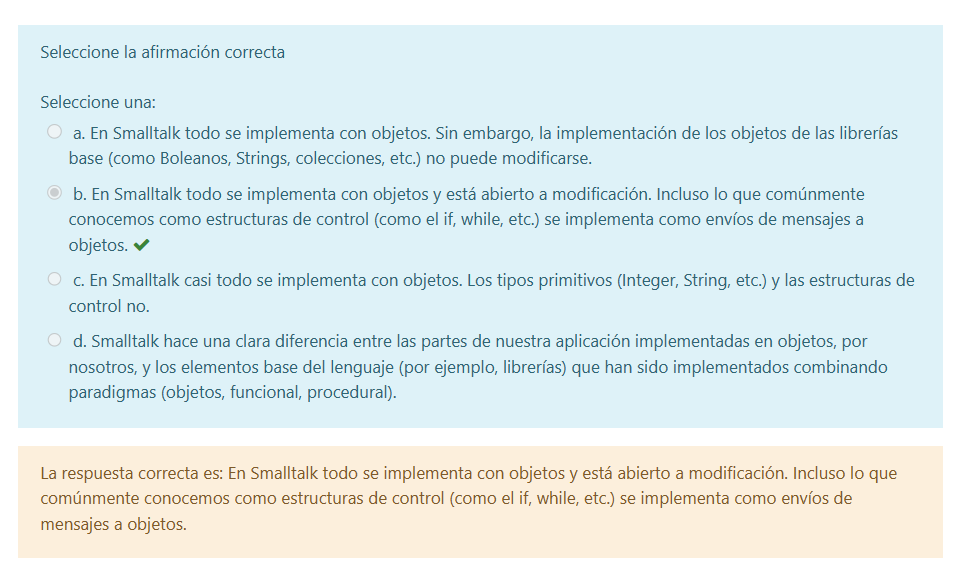 Seleccione la afirmación correcta
Seleccione una:
a. En Smalltalk todo se implementa con objetos. Sin embargo, la implementación de los objetos de las librerías
base (como Boleanos, Strings, colecciones, etc.) no puede modificarse.
b. En Smalltalk todo se implementa con objetos y está abierto a modificación. Incluso lo que comúnmente
conocemos como estructuras de control (como el if, while, etc.) se implementa como envíos de mensajes a
objetos.
c. En Smalltalk casi todo se implementa con objetos. Los tipos primitivos (Integer, String, etc.) y las estructuras de
control no.
d. Smalltalk hace una clara diferencia entre las partes de nuestra aplicación implementadas en objetos, por
nosotros, y los elementos base del lenguaje (por ejemplo, librerías) que han sido implementados combinando
paradigmas (objetos, funcional, procedural).
La respuesta correcta es: En Smalltalk todo se implementa con objetos y está abierto a modificación. Incluso lo que
comúnmente conocemos como estructuras de control (como el if, while, etc.) se implementa como envíos de
mensajes a objetos.